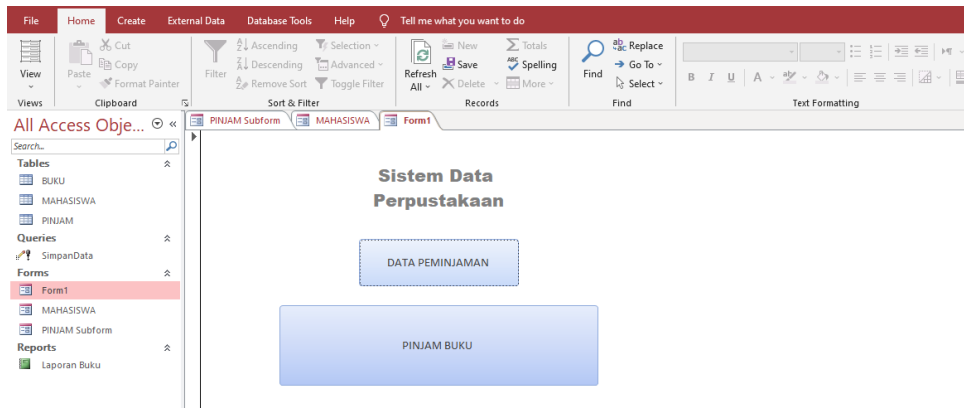 File Home Create External Data Database Tools Help Tell me what you want to do
View
Paste
Cut
Copy
Format Painter
Filter
Ascending
Descending
Remove Sort
Selection
Advanced
Toggle Filter
Refresh
All
New
Save
Delete
Totals
Spelling
More
Find
Replace
Go To
Select
B I U A
Views Clipboard Sort & Filter Records Find Text Formatting
All Access Obje...
Search...
Tables
BUKU
MAHASISWA
PINJAM
Queries
SimpanData
Forms
Form1
MAHASISWA
PINJAM Subform
Reports
Laporan Buku
PINJAM Subform MAHASISWA Form1
Sistem Data
Perpustakaan
DATA PEMINJAMAN
PINJAM BUKU